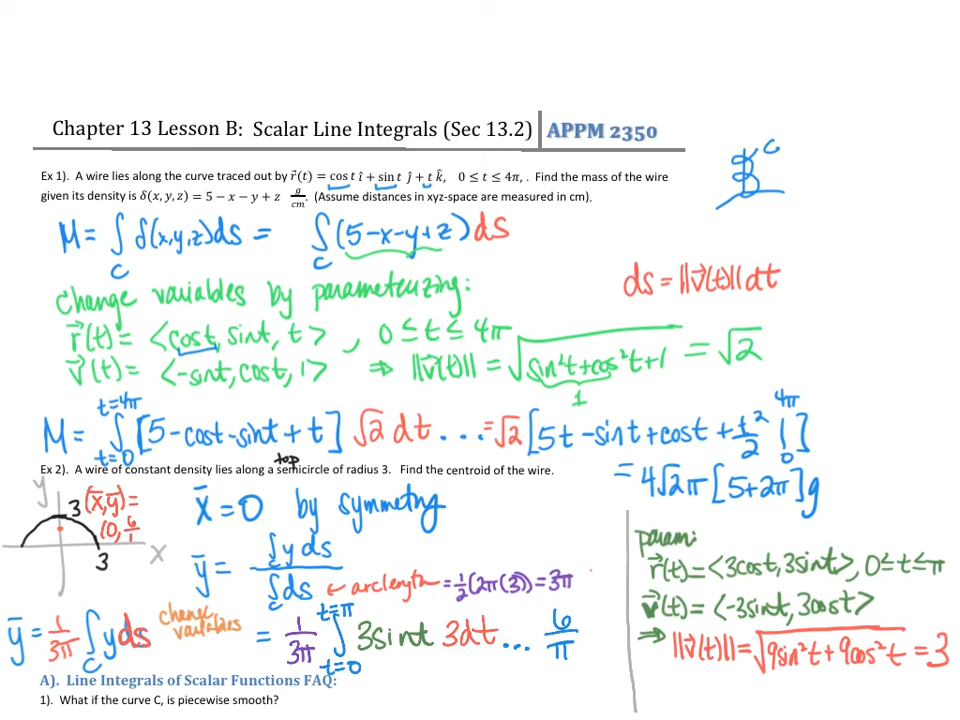 Chapter 13 Lesson B: Scalar Line Integrals (Sec 13.2) APPM 2350
C
Ex 1). A wire lies along the curve traced out by r⃗(t) = cos t î + sin t ĵ + t k̂, 0 ≤ t ≤ 4π, . Find the mass of the wire
given its density is δ(x, y, z) = 5 − x − y + z g/cm. (Assume distances in xyz-space are measured in cm).
M = ∫_C δ(x,y,z)ds = ∫_C (5-x-y+z)ds
ds = ||v⃗(t)||dt
Change variables by parameterizing:
r⃗(t) = <cost, sint, t>, 0 ≤ t ≤ 4π
v⃗(t) = <-sint, cost, 1> ⇒ ||v⃗(t)|| = √(sin²t+cos²t+1) = √2
1
M = ∫_{t=0}^{t=4π} [5-cost-sint+t] √2 dt ... = √2 [5t-sint+cost+t²/2 |_0^{4π}]
= 4√2π[5+2π]g
top
Ex 2). A wire of constant density lies along a semicircle of radius 3. Find the centroid of the wire.
y
3
(x̄,ȳ)=
(0, 6/π
x
3
x̄ = 0 by symmetry
ȳ = ∫_C y ds / ∫_C ds ← arclength = ½(2π(3)) = 3π
ȳ = 1/3π ∫_C y ds change variables = 1/3π ∫_{t=0}^{t=π} 3sint 3dt ... 6/π
param:
r⃗(t) = <3cost, 3sint>, 0≤t≤π
v⃗(t) = <-3sint, 3cost>
⇒ ||v⃗(t)|| = √(9sin²t + 9cos²t) = 3
A). Line Integrals of Scalar Functions FAQ:
1). What if the curve C, is piecewise smooth?